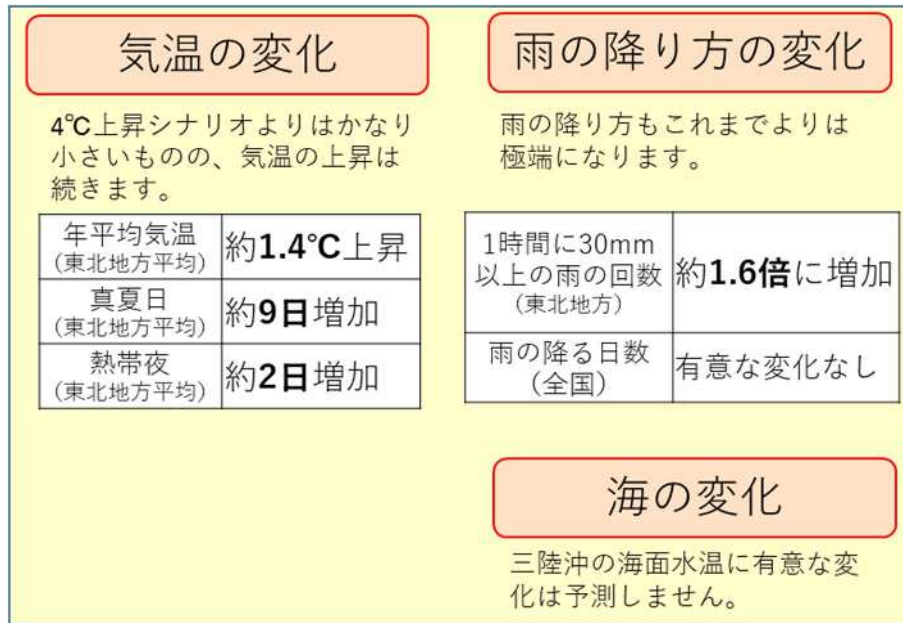 気温の変化
4℃上昇シナリオよりはかなり
小さいものの、気温の上昇は
続きます。
年平均気温
(東北地方平均)
約1.4℃上昇
真夏日
(東北地方平均)
約9日増加
熱帯夜
(東北地方平均)
約2日増加
雨の降り方の変化
雨の降り方もこれまでよりは
極端になります。
1時間に30mm
以上の雨の回数
(東北地方)
約1.6倍に増加
雨の降る日数
(全国)
有意な変化なし
海の変化
三陸沖の海面水温に有意な変
化は予測しません。